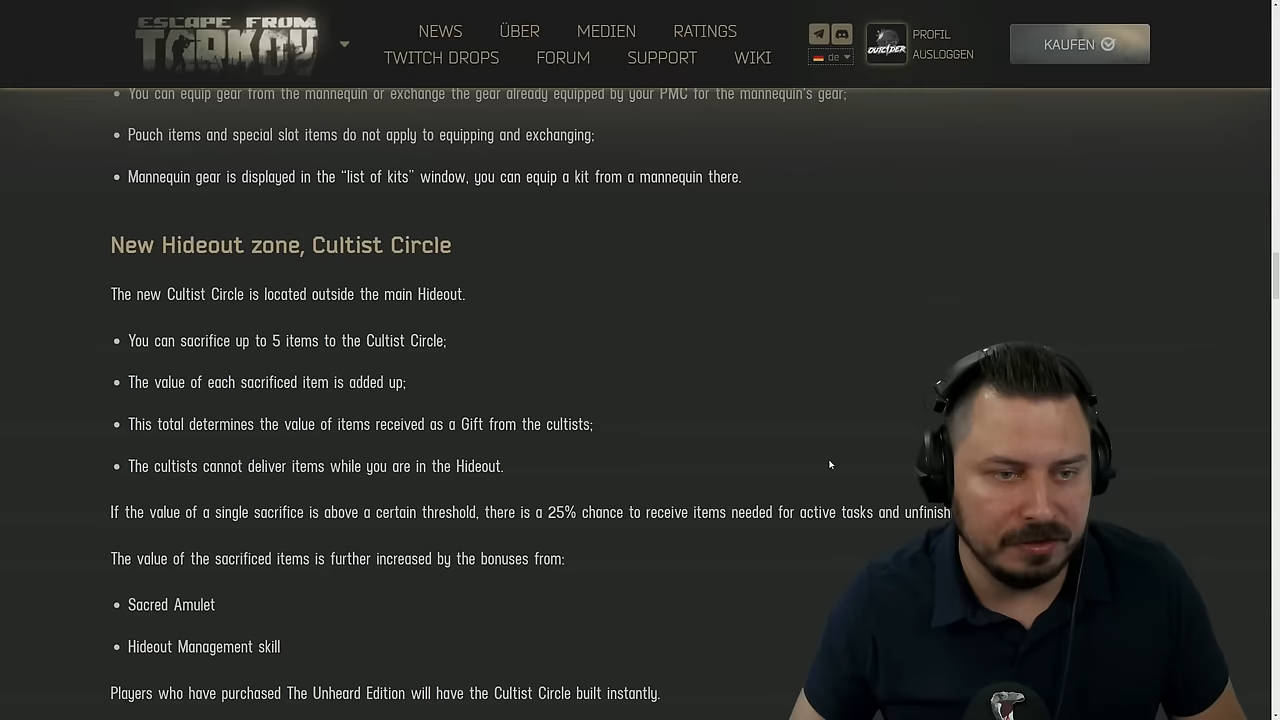 ESCAPE FROM
TARKOV
NEWS ÜBER MEDIEN RATINGS
TWITCH DROPS FORUM SUPPORT WIKI
de
OUTCIDER
PROFIL
AUSLOGGEN
KAUFEN
You can equip gear from the mannequin or exchange the gear already equipped by your PMC for the mannequin's gear;
Pouch items and special slot items do not apply to equipping and exchanging;
Mannequin gear is displayed in the “list of kits” window, you can equip a kit from a mannequin there.
New Hideout zone, Cultist Circle
The new Cultist Circle is located outside the main Hideout.
You can sacrifice up to 5 items to the Cultist Circle;
The value of each sacrificed item is added up;
This total determines the value of items received as a Gift from the cultists;
The cultists cannot deliver items while you are in the Hideout.
If the value of a single sacrifice is above a certain threshold, there is a 25% chance to receive items needed for active tasks and unfinish
The value of the sacrificed items is further increased by the bonuses from:
Sacred Amulet
Hideout Management skill
Players who have purchased The Unheard Edition will have the Cultist Circle built instantly.